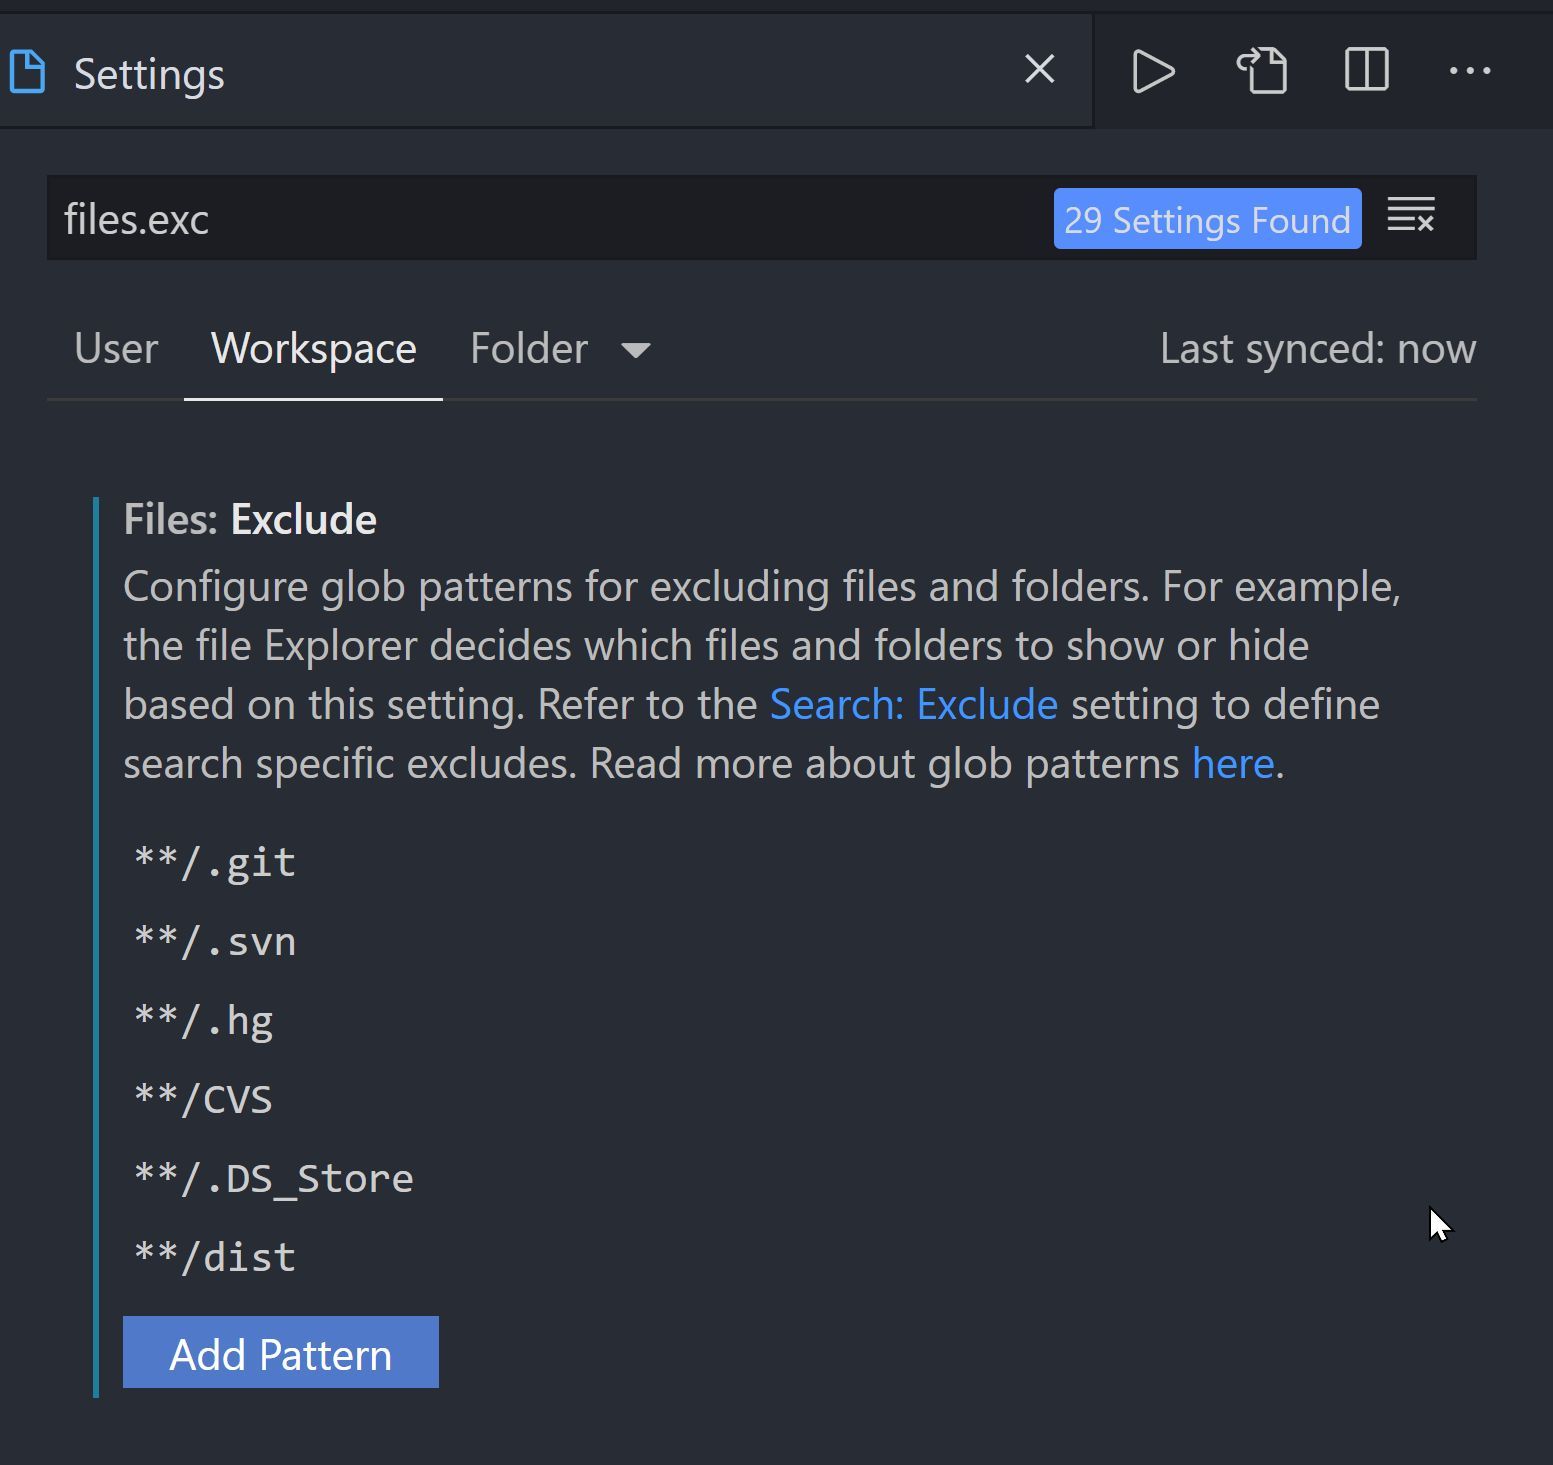 Settings
files.exc 29 Settings Found
User Workspace Folder Last synced: now
Files: Exclude
Configure glob patterns for excluding files and folders. For example,
the file Explorer decides which files and folders to show or hide
based on this setting. Refer to the Search: Exclude setting to define
search specific excludes. Read more about glob patterns here.
**/.git
**/.svn
**/.hg
**/CVS
**/.DS_Store
**/dist
Add Pattern